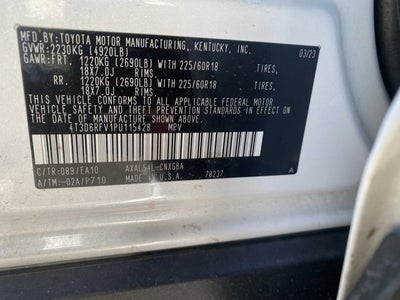 MFD.BY:TOYOTA MOTOR MANUFACTURING, KENTUCKY, INC.
GVWR:2230KG (4920LB) 03/23
GAWR:FRT. 1220KG (2690LB) WITH 225/60R18 TIRES,
18X7.0J RIMS
RR. 1220KG (2690LB) WITH 225/60R18 TIRES,
18X7.0J RIMS
THIS VEHICLE CONFORMS TO ALL APPLICABLE FEDERAL MOTOR
VEHICLE SAFETY AND THEFT PREVENTION STANDARDS IN
EFFECT ON THE DATE OF MANUFACTURE SHOWN ABOVE.
4T3D6RFV1PU115428 MPV
C/TR:089/EA10 AXAL54L-CNXGBA A
A/TM:-02A/P710 MADE IN U.S.A. 78237